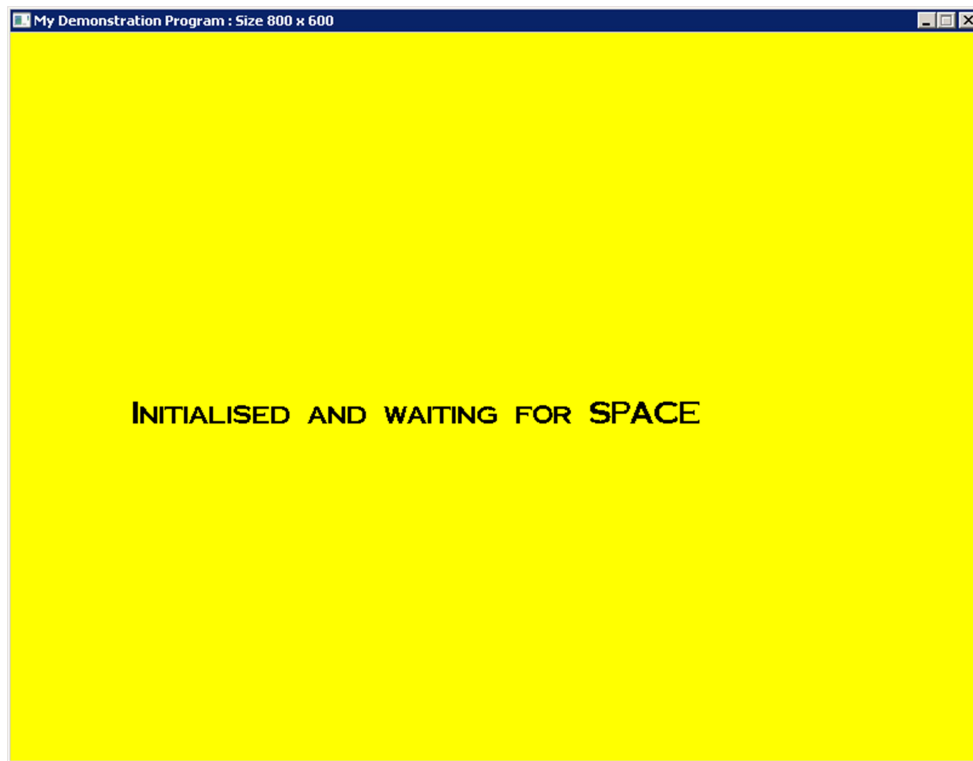 My Demonstration Program : Size 800 x 600
Initialised and waiting for SPACE